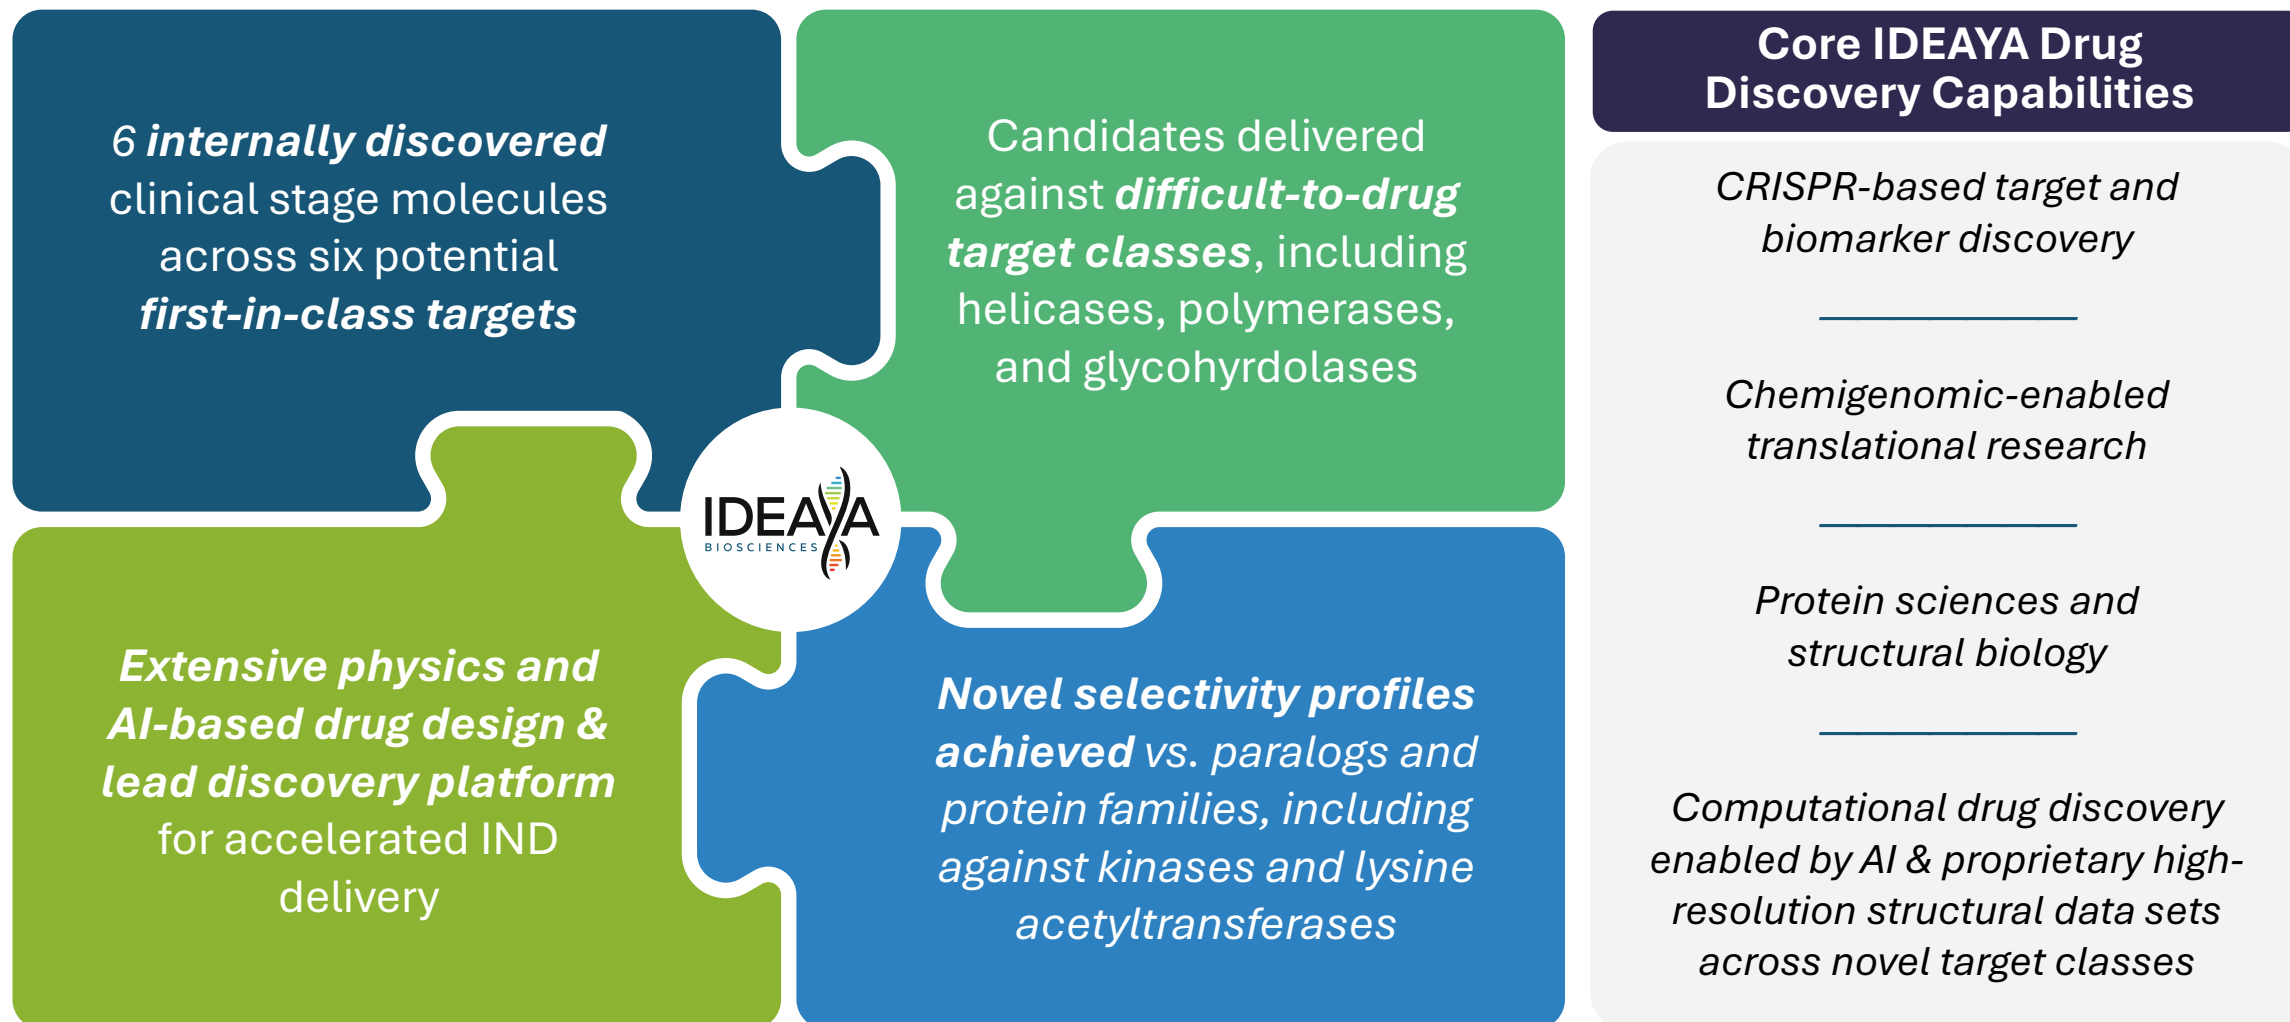 6 internally discovered
clinical stage molecules
across six potential
first-in-class targets
Candidates delivered
against difficult-to-drug
target classes, including
helicases, polymerases,
and glycohyrdolases
IDEAYA
BIOSCIENCES
Extensive physics and
AI-based drug design &
lead discovery platform
for accelerated IND
delivery
Novel selectivity profiles
achieved vs. paralogs and
protein families, including
against kinases and lysine
acetyltransferases
Core IDEAYA Drug
Discovery Capabilities
CRISPR-based target and
biomarker discovery
Chemigenomic-enabled
translational research
Protein sciences and
structural biology
Computational drug discovery
enabled by AI & proprietary high-
resolution structural data sets
across novel target classes